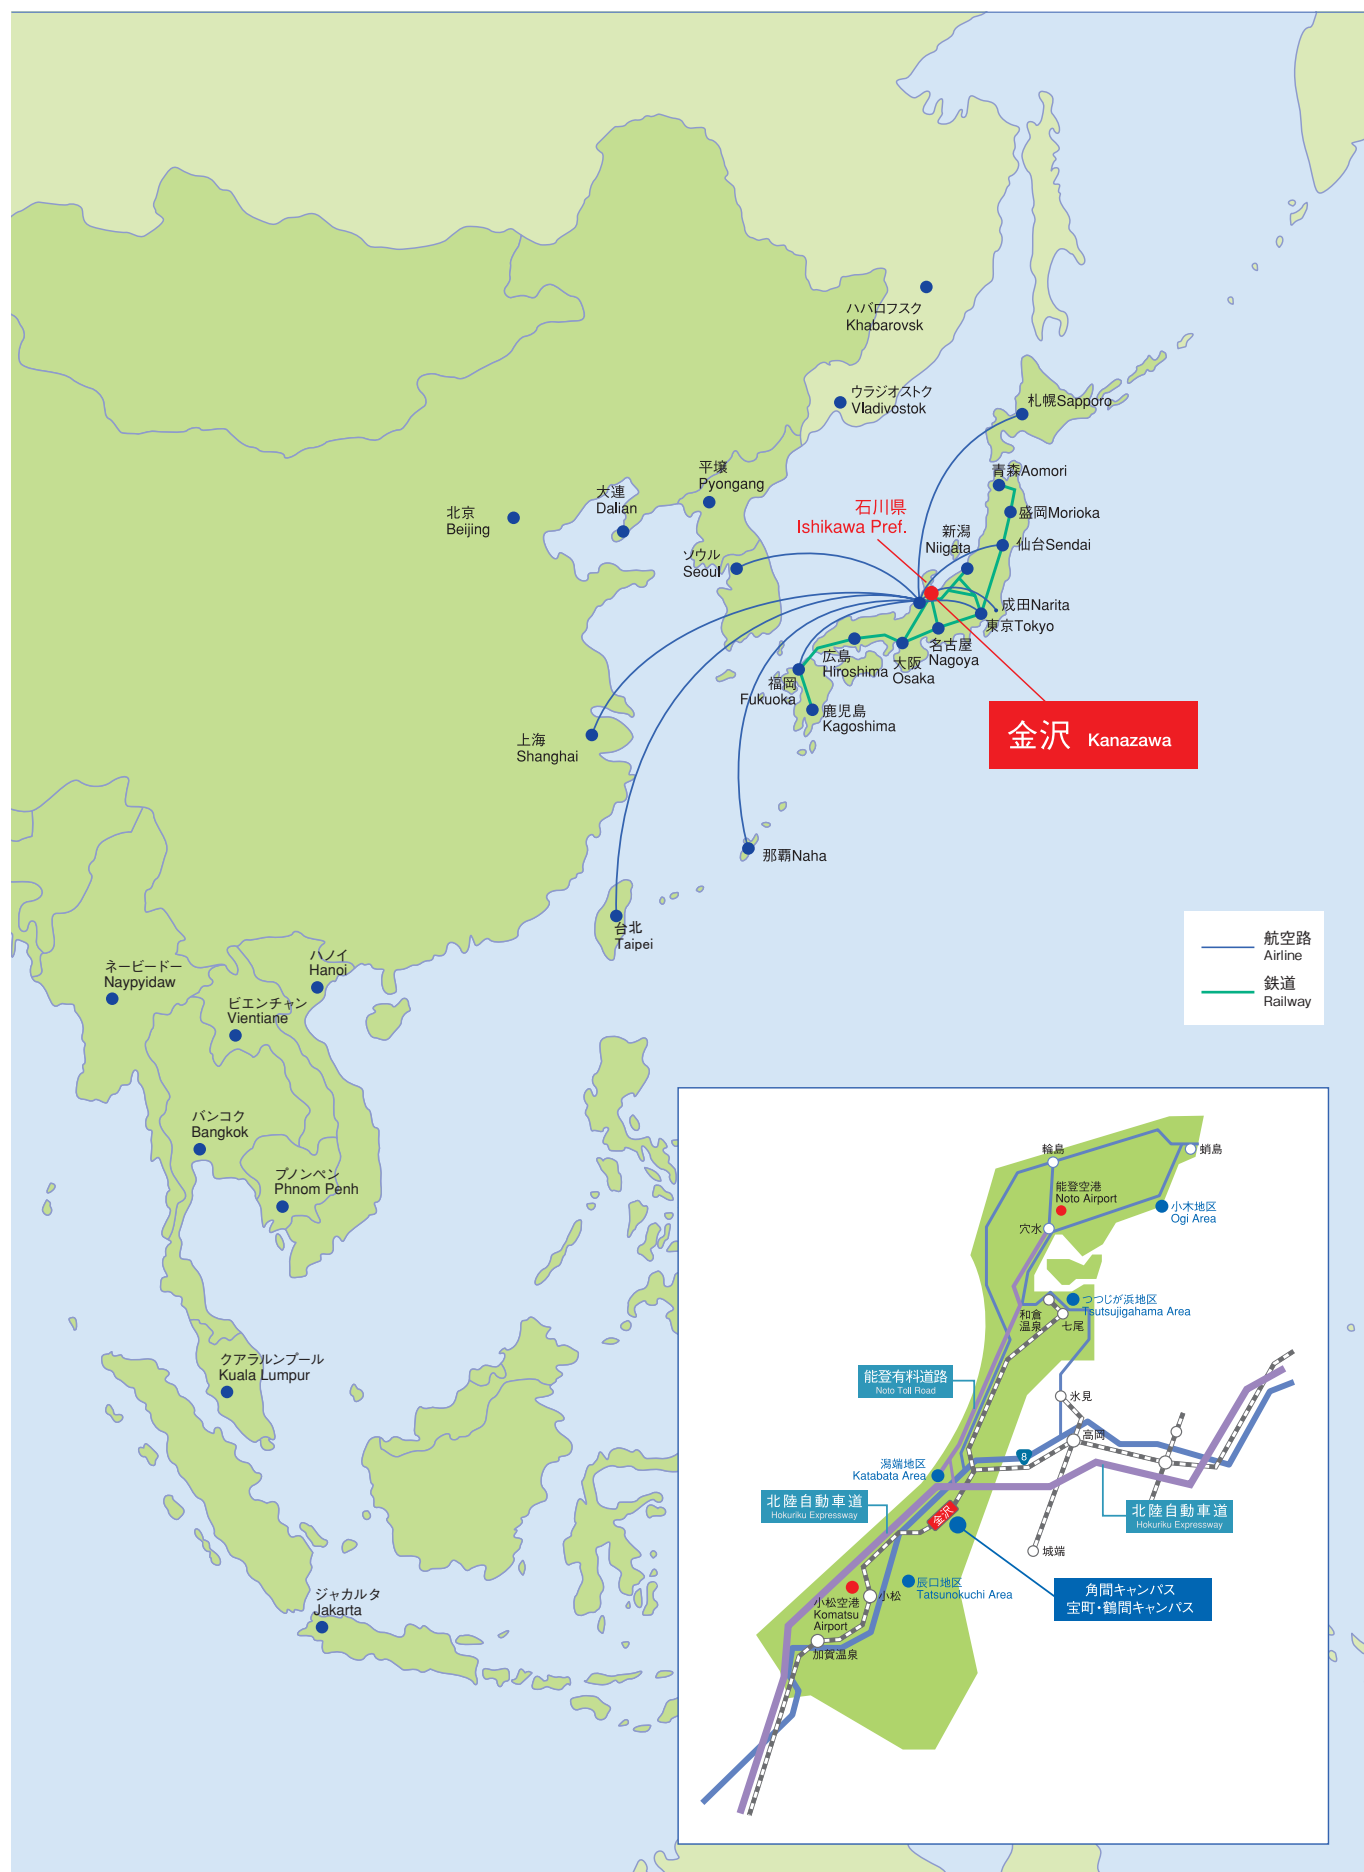 ハバロフスク
Khabarovsk
ウラジオストク
Vladivostok
札幌Sapporo
平壌
Pyongang
青森Aomori
大連
Dalian
北京
Beijing
石川県
Ishikawa Pref.
盛岡Morioka
新潟
Niigata
仙台Sendai
ソウル
Seoul
成田Narita
東京Tokyo
名古屋
Nagoya
広島
Hiroshima
大阪
Osaka
福岡
Fukuoka
鹿児島
Kagoshima
金沢 Kanazawa
上海
Shanghai
那覇Naha
台北
Taipei
航空路
Airline
鉄道
Railway
ハノイ
Hanoi
ネーピードー
Naypyidaw
ビエンチャン
Vientiane
バンコク
Bangkok
プノンペン
Phnom Penh
クアラルンプール
Kuala Lumpur
ジャカルタ
Jakarta
輪島
蛸島
能登空港
Noto Airport
小木地区
Ogi Area
穴水
つつじが浜地区
Tsutsujigahama Area
和倉
温泉
七尾
能登有料道路
Noto Toll Road
氷見
高岡
8
潟端地区
Katabata Area
北陸自動車道
Hokuriku Expressway
北陸自動車道
Hokuriku Expressway
金沢
城端
辰口地区
Tatsunokuchi Area
角間キャンパス
宝町・鶴間キャンパス
小松空港
Komatsu
Airport
小松
加賀温泉